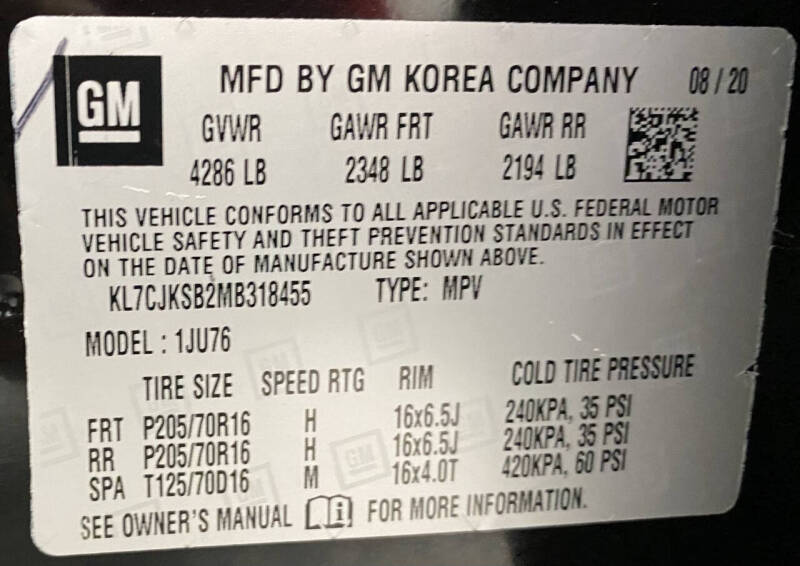 GM
MFD BY GM KOREA COMPANY 08 / 20
GVWR GAWR FRT GAWR RR
4286 LB 2348 LB 2194 LB
THIS VEHICLE CONFORMS TO ALL APPLICABLE U.S. FEDERAL MOTOR
VEHICLE SAFETY AND THEFT PREVENTION STANDARDS IN EFFECT
ON THE DATE OF MANUFACTURE SHOWN ABOVE.
KL7CJKSB2MB318455 TYPE: MPV
MODEL : 1JU76
TIRE SIZE SPEED RTG RIM COLD TIRE PRESSURE
FRT P205/70R16 H 16x6.5J 240KPA, 35 PSI
RR P205/70R16 H 16x6.5J 240KPA, 35 PSI
SPA T125/70D16 M 16x4.0T 420KPA, 60 PSI
SEE OWNER'S MANUAL i FOR MORE INFORMATION.